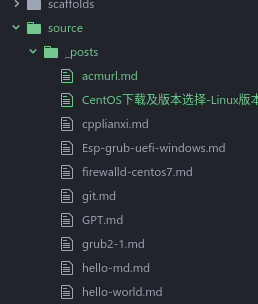 scaffolds
source
_posts
acmurl.md
CentOS下载及版本选择-Linux版本
cpplianxi.md
Esp-grub-uefi-windows.md
firewalld-centos7.md
git.md
GPT.md
grub2-1.md
hello-md.md
hello-world.md